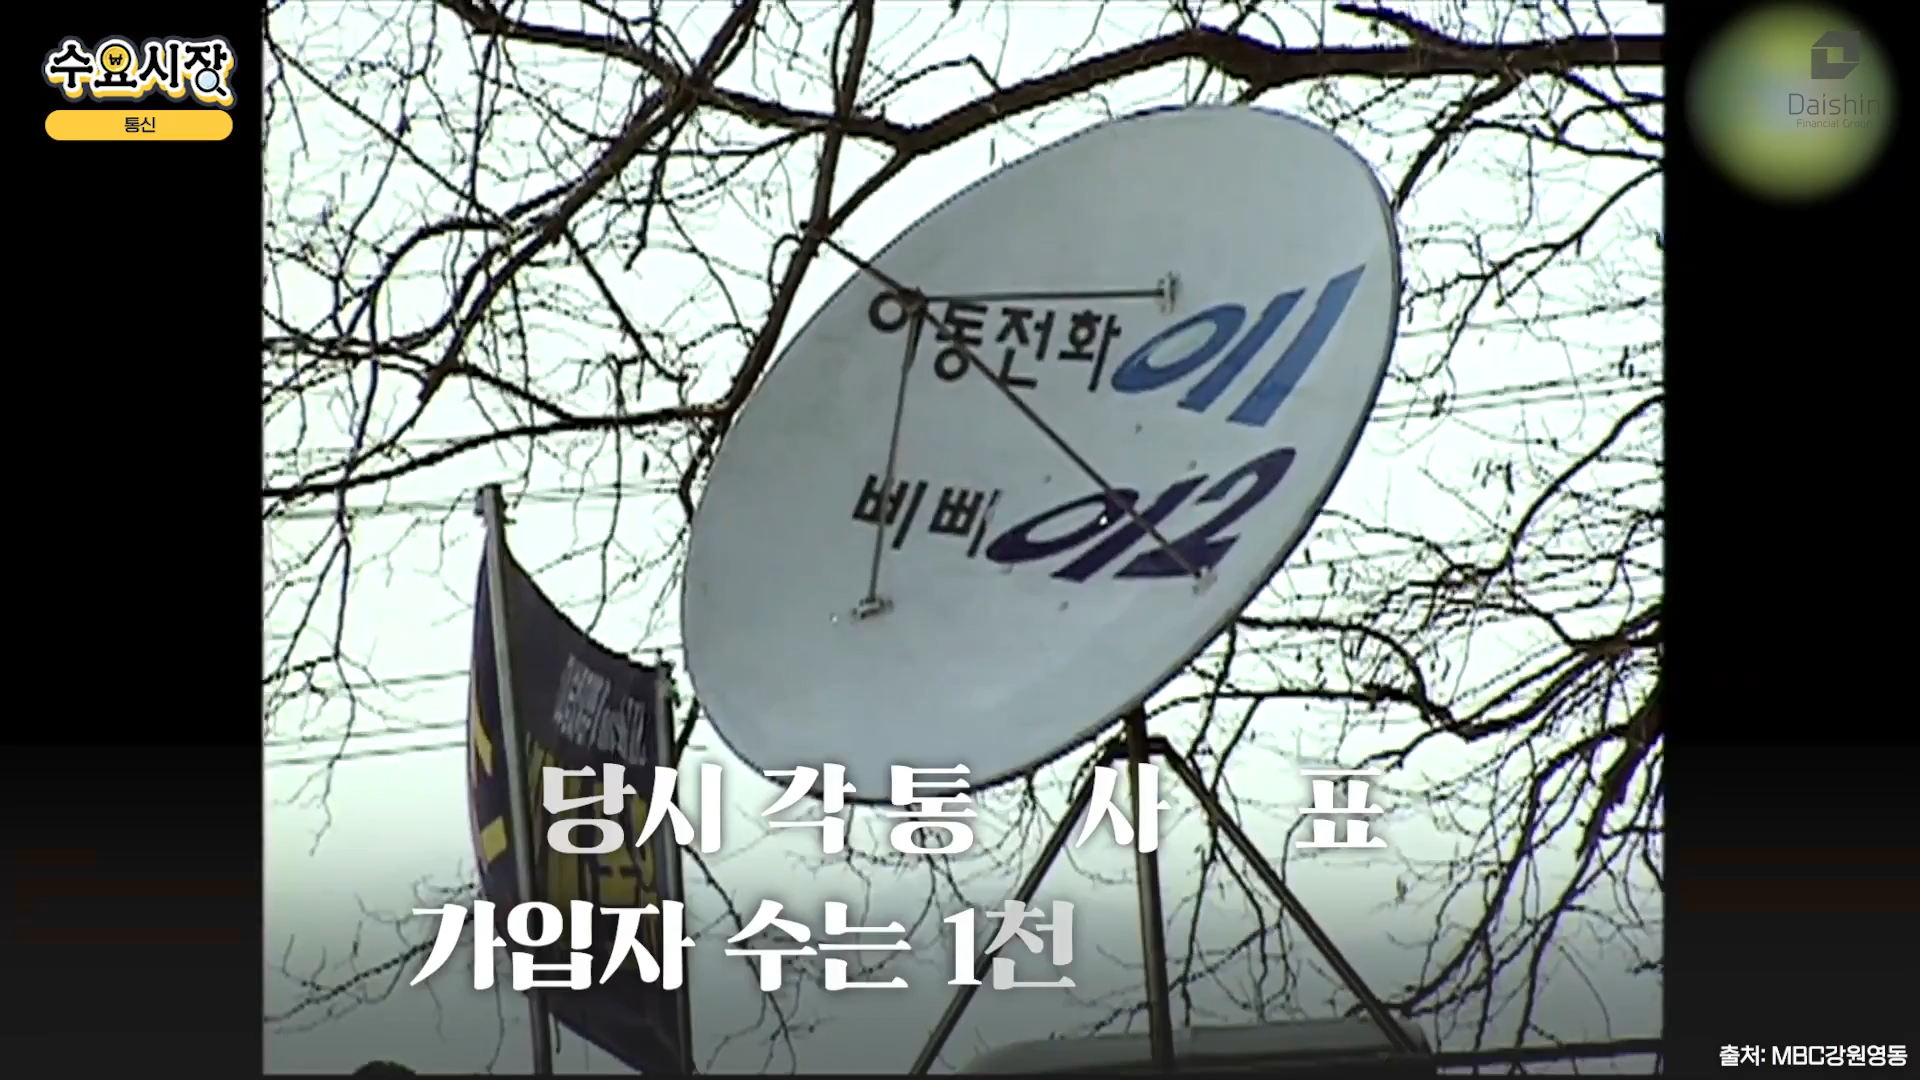 수요시장
통신
Daishin
Financial Group
이동전화 011
삐삐 012
당시 각 통 사 표
가입자 수는 1천
출처: MBC강원영동